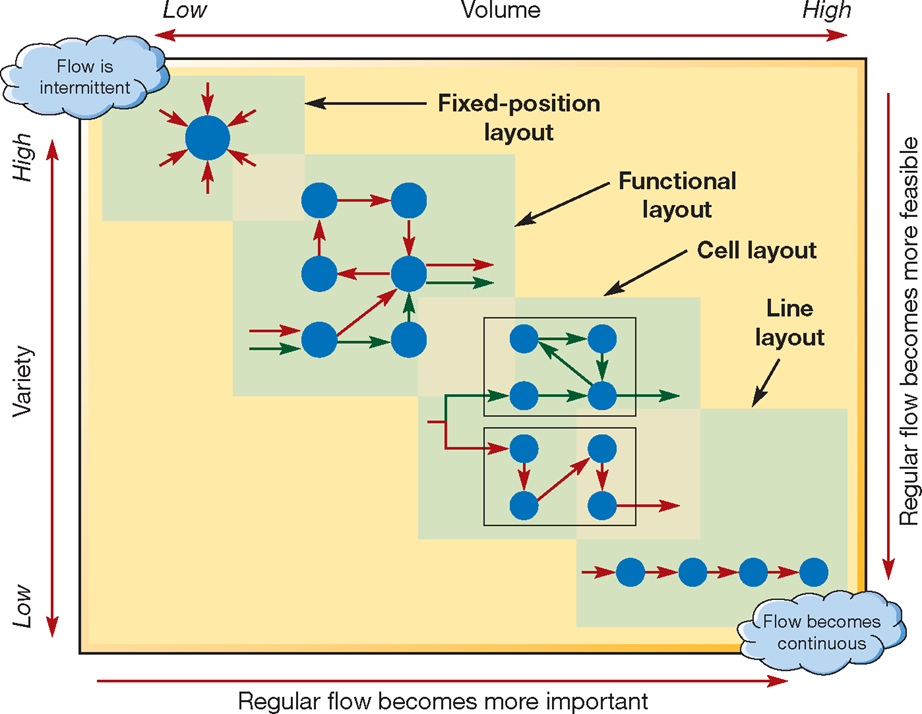 Low
Volume
High
Flow is
intermittent
Fixed-position
layout
High
Functional
layout
Cell layout
Line
layout
Variety
Regular flow becomes more feasible
Low
Flow becomes
continuous
Regular flow becomes more important